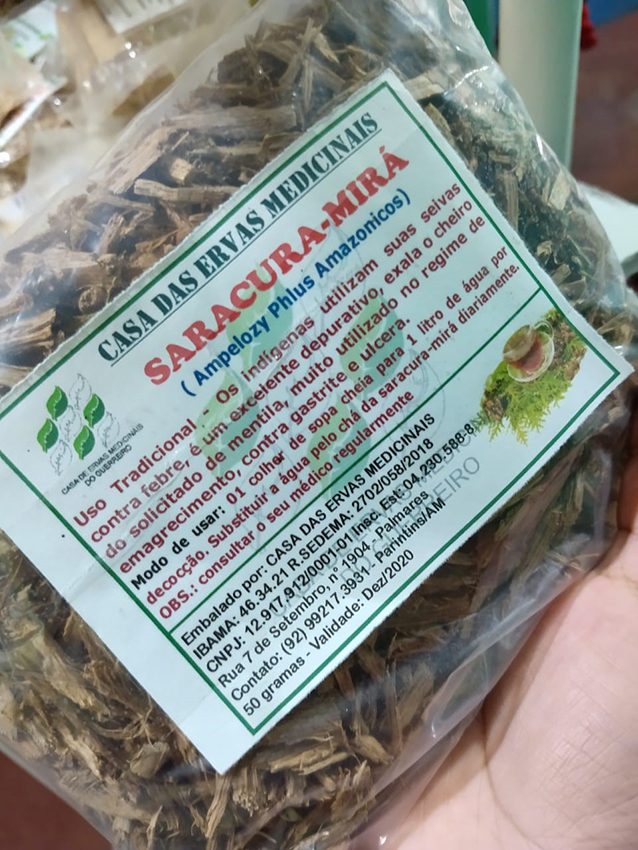 CASA DAS ERVAS MEDICINAIS
SARACURA-MIRÁ
( Ampelozy Phius Amazonicos)
Uso Tradicional - Os Indígenas utilizam suas seivas
contra febre, é um excelente depurativo, exala o cheiro
do solicitado de mentilar, muito utilizado no regime de
emagrecimento, contra gastrite e ulcera.
Modo de usar: 01 colher de sopa cheia para 1 litro de água por
decocção. Substituir a água pelo chá da saracura-mirá diariamente.
OBS.: consultar o seu médico regularmente
CASA DE ERVAS MEDICINAIS
DO GUERREIRO
Embalado por: CASA DAS ERVAS MEDICINAIS
IBAMA: 46.34.21 R.SEDEMA: 2702/058/2018
CNPJ: 12.917.912/0001.01 Insc. Est: 04.230.588.8
Rua 7 de Setembro, nº 1904 - Palmares
Contato: (92) 99217.3931 - Parintins/AM
50 gramas - Validade: Dez/2020